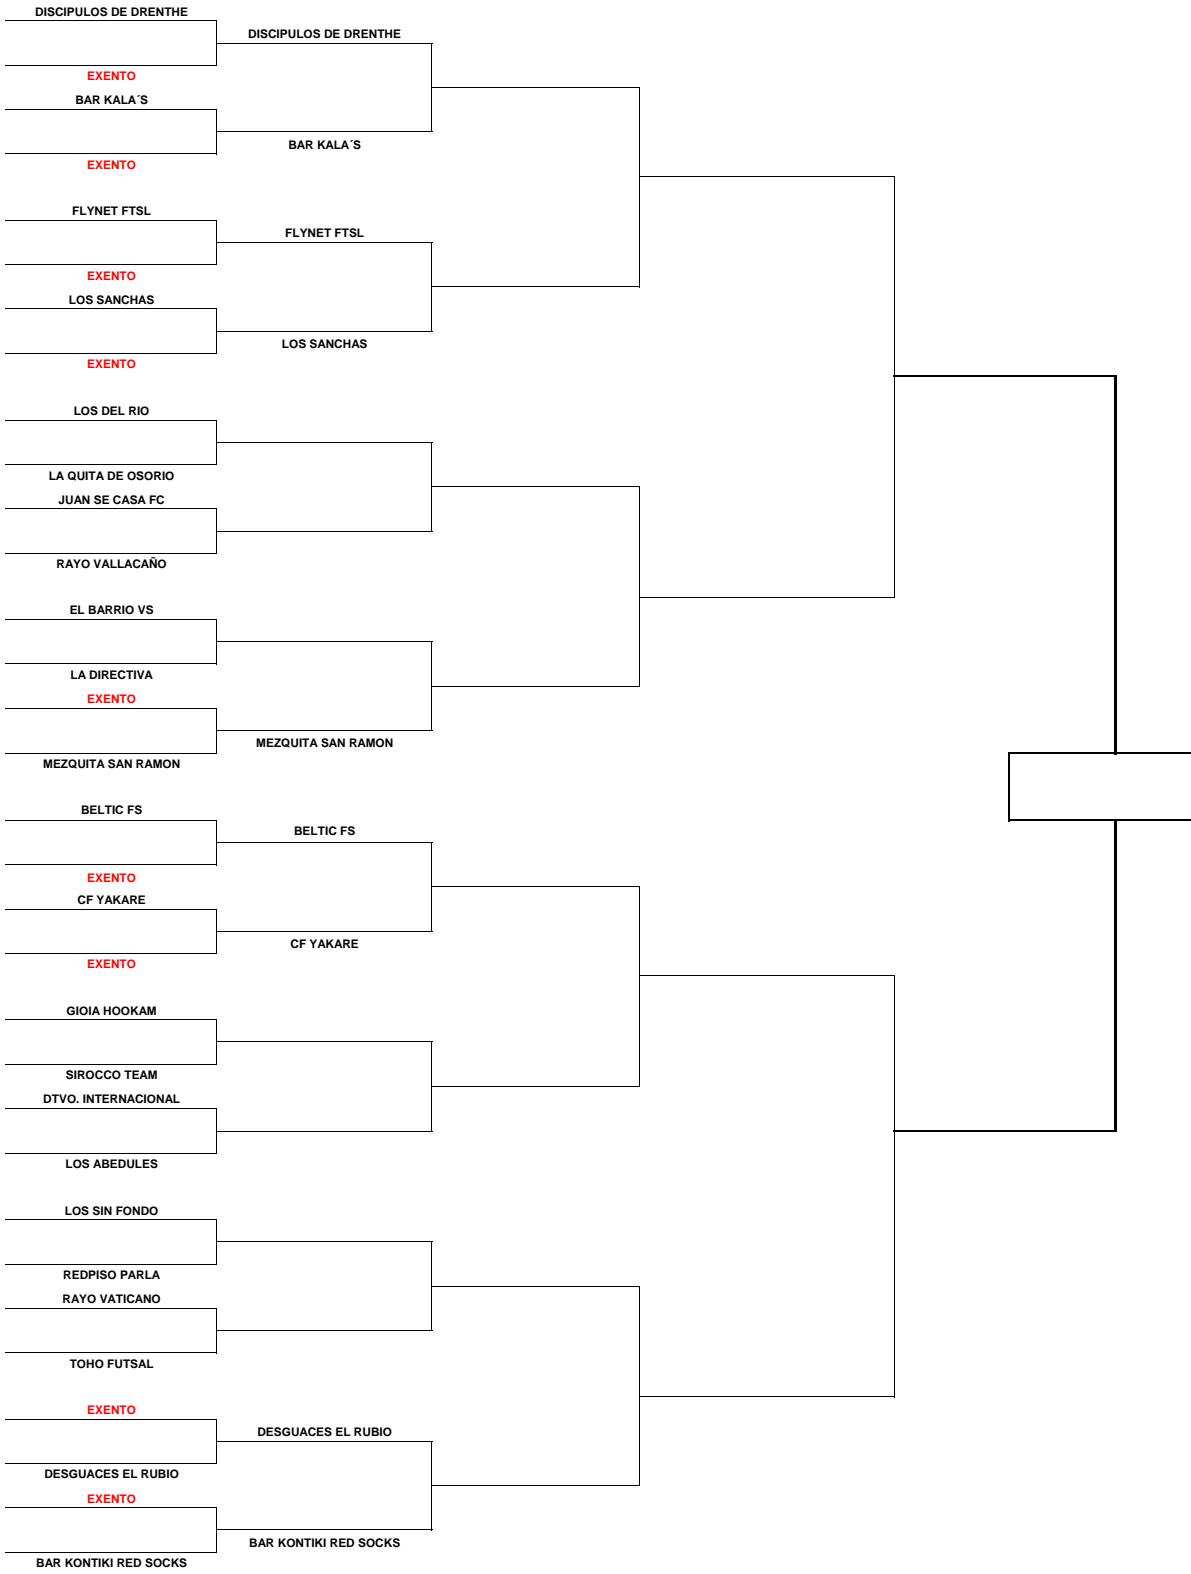 DISCIPULOS DE DRENTHE
DISCIPULOS DE DRENTHE
EXENTO
BAR KALA´S
BAR KALA´S
EXENTO
FLYNET FTSL
FLYNET FTSL
EXENTO
LOS SANCHAS
LOS SANCHAS
EXENTO
LOS DEL RIO
LA QUITA DE OSORIO
JUAN SE CASA FC
RAYO VALLACAÑO
EL BARRIO VS
LA DIRECTIVA
EXENTO
MEZQUITA SAN RAMON
MEZQUITA SAN RAMON
BELTIC FS
BELTIC FS
EXENTO
CF YAKARE
CF YAKARE
EXENTO
GIOIA HOOKAM
SIROCCO TEAM
DTVO. INTERNACIONAL
LOS ABEDULES
LOS SIN FONDO
REDPISO PARLA
RAYO VATICANO
TOHO FUTSAL
EXENTO
DESGUACES EL RUBIO
DESGUACES EL RUBIO
EXENTO
BAR KONTIKI RED SOCKS
BAR KONTIKI RED SOCKS